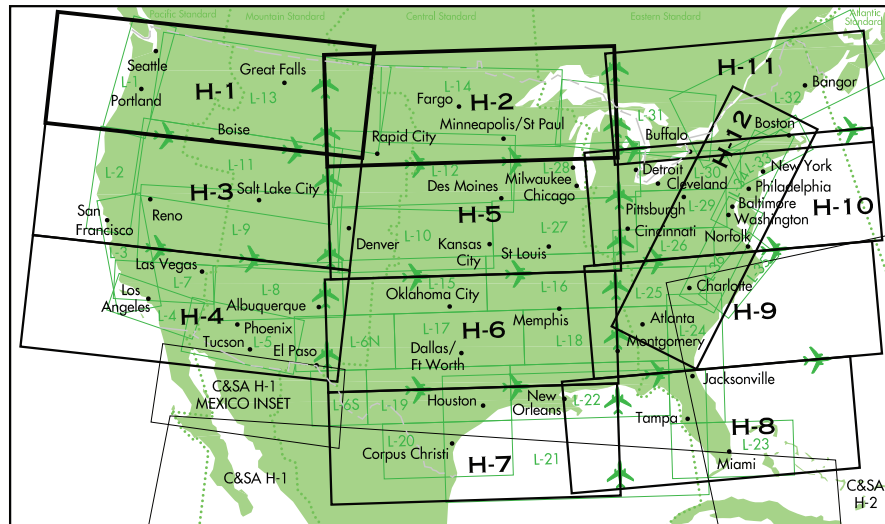 Pacific Standard
Mountain Standard
Central Standard
Eastern Standard
Atlantic
Standard
Seattle
L-1
Portland
H-1
Great Falls
L-13
Boise
L-14
Fargo
H-2
Minneapolis/St Paul
Rapid City
H-11
Bangor
L-32
L-31
Buffalo
H-12
Boston
L-2
L-11
H-3
Salt Lake City
Reno
San
Francisco
L-9
L-12
Des Moines
L-28
Milwaukee
Chicago
H-5
L-10
Denver
Kansas
City
L-27
St Louis
Detroit
Cleveland
L-30
L-33
New York
L-34
Philadelphia
Baltimore
Washington
H-10
Pittsburgh
L-29
Cincinnati
L-26
Norfolk
L-3
Las Vegas
L-7
L-8
Los
Angeles
L-4
H-4
Albuquerque
Phoenix
Tucson
L-5
El Paso
L-15
Oklahoma City
L-16
Memphis
H-6
L-6N
L-17
Dallas/
Ft Worth
L-18
L-36
L-35
Charlotte
L-25
Atlanta
L-24
Montgomery
H-9
C&SA H-1
MEXICO INSET
L-6S
L-19
Houston
New
Orleans
L-22
L-20
Corpus Christi
H-7
L-21
Jacksonville
Tampa
H-8
L-23
Miami
C&SA H-1
C&SA
H-2